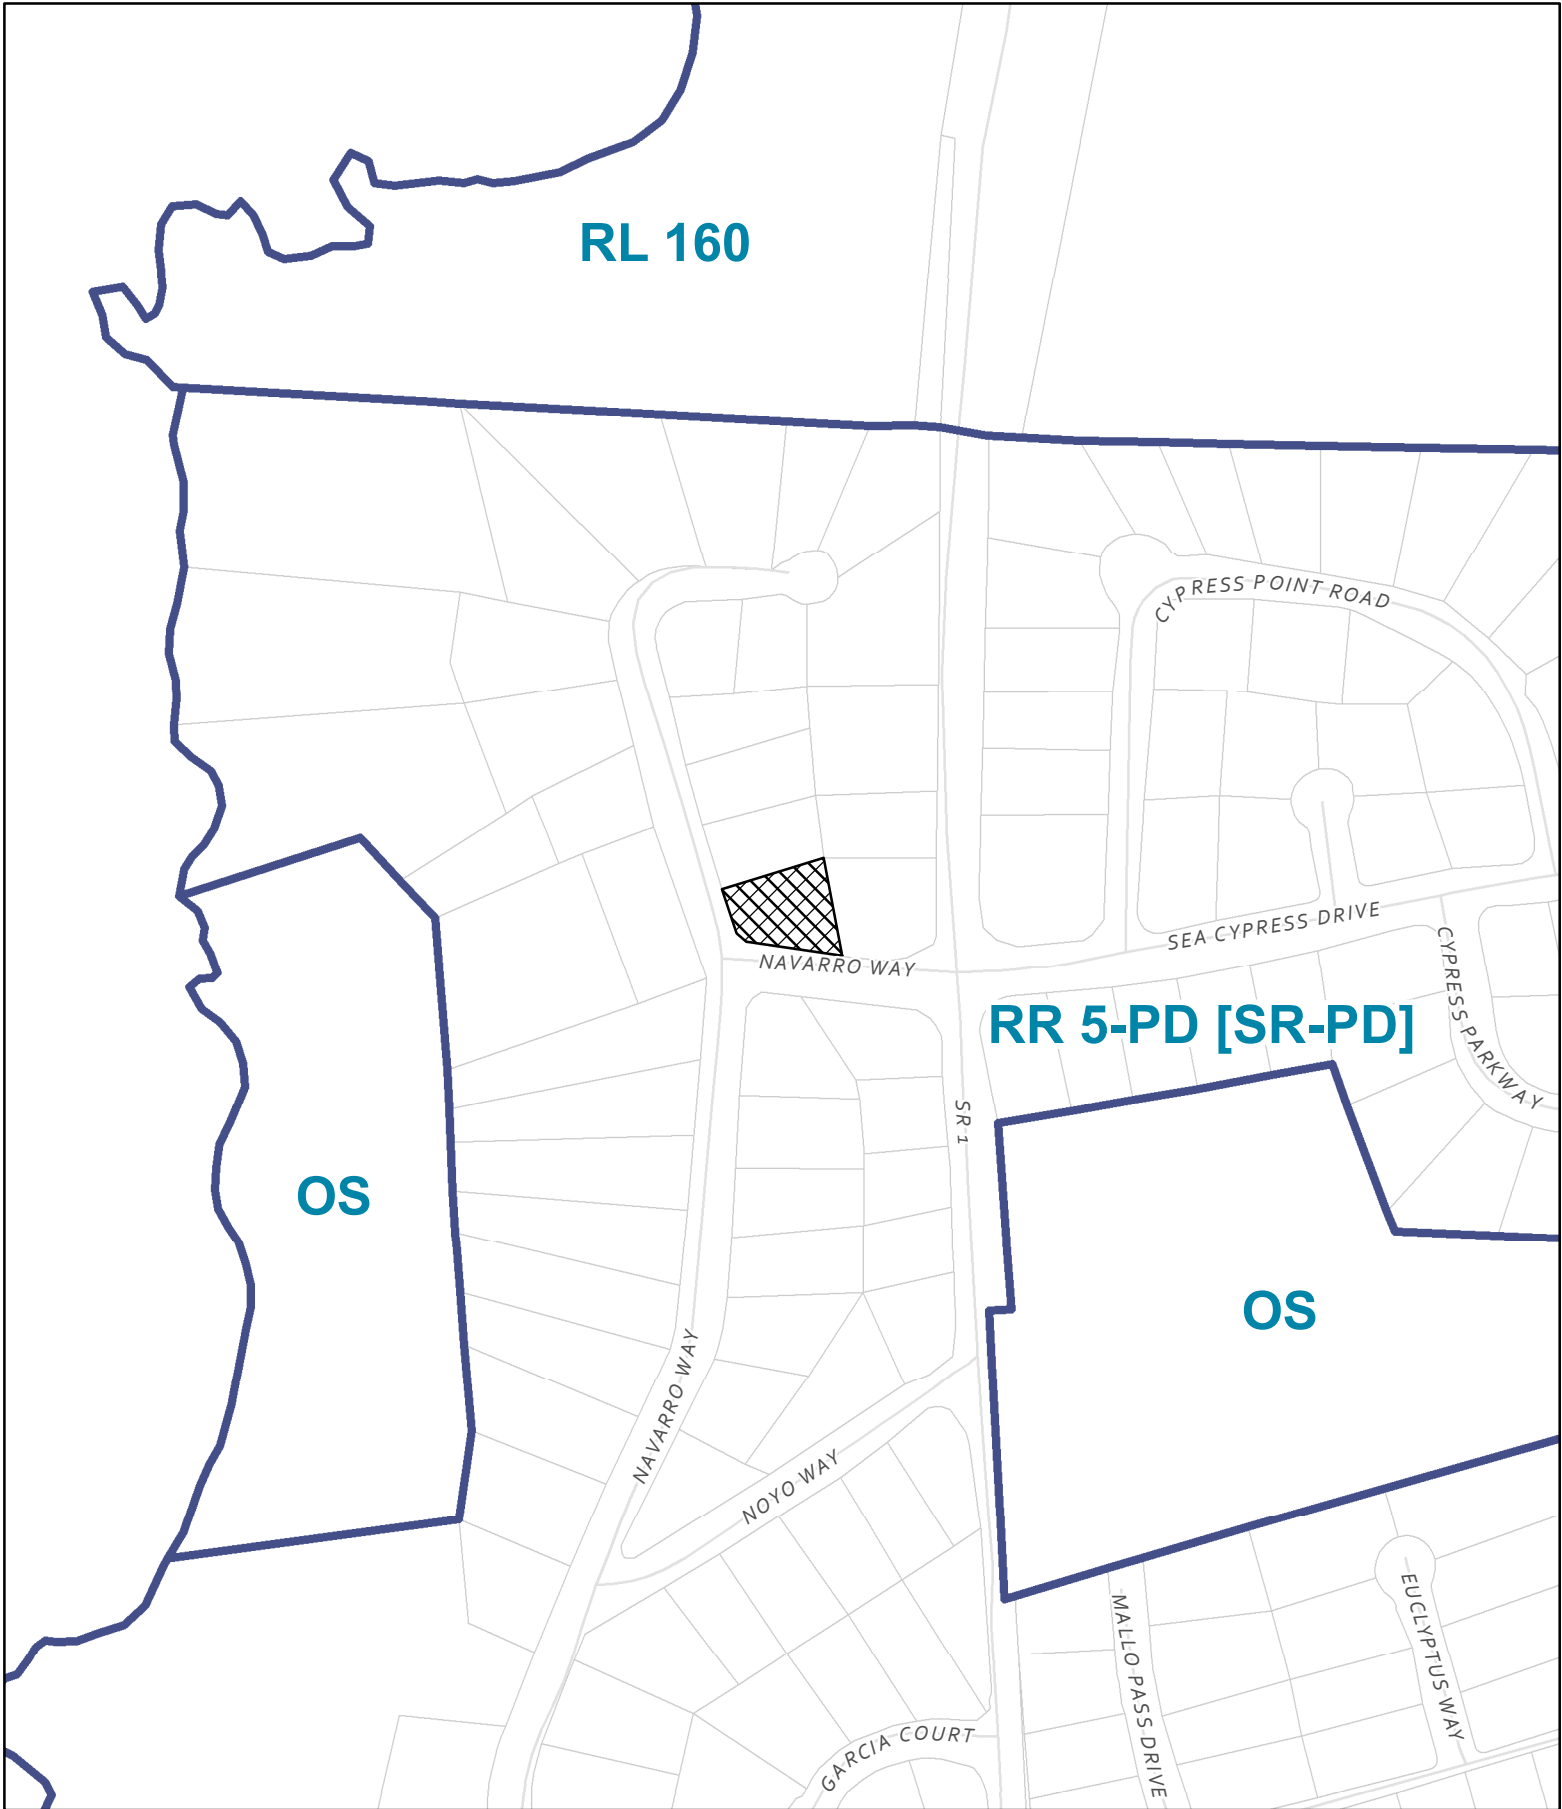 RL 160
CYPRESS POINT ROAD
SEA CYPRESS DRIVE
NAVARRO WAY
CYPRESS PARKWAY
RR 5-PD [SR-PD]
SR 1
OS
OS
NAVARRO WAY
NOYO WAY
MALLO PASS DRIVE
EUCLYPTUS WAY
GARCIA COURT